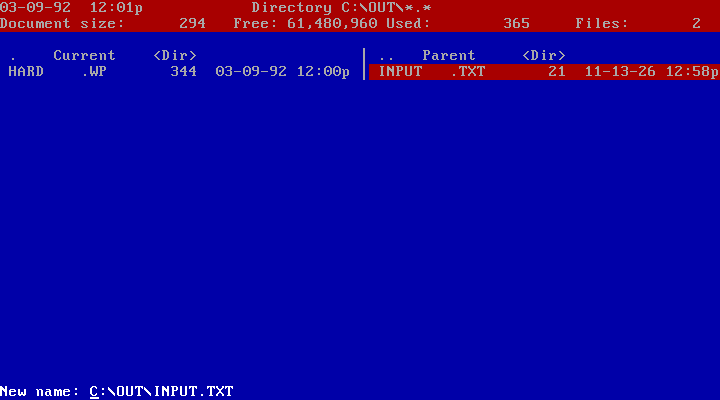 03-09-92  12:01p            Directory C:\OUT\*.*
Document size:      294   Free: 61,480,960 Used:        365     Files:       2
.    Current    <Dir>                  │ ..   Parent     <Dir>
HARD    .WP       344  03-09-92 12:00p │ INPUT   .TXT       21  11-13-26 12:58p
New name: C:\OUT\INPUT.TXT